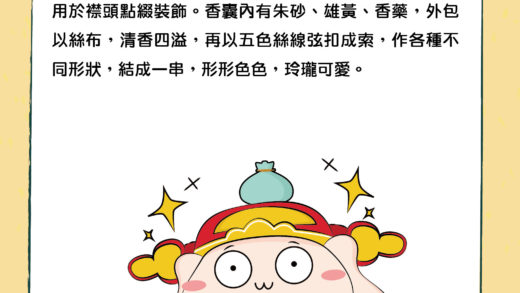 用於襟頭點綴裝飾。香囊內有朱砂、雄黃、香藥，外包
以絲布，清香四溢，再以五色絲線弦扣成索，作各種不
同形狀，結成一串，形形色色，玲瓏可愛。